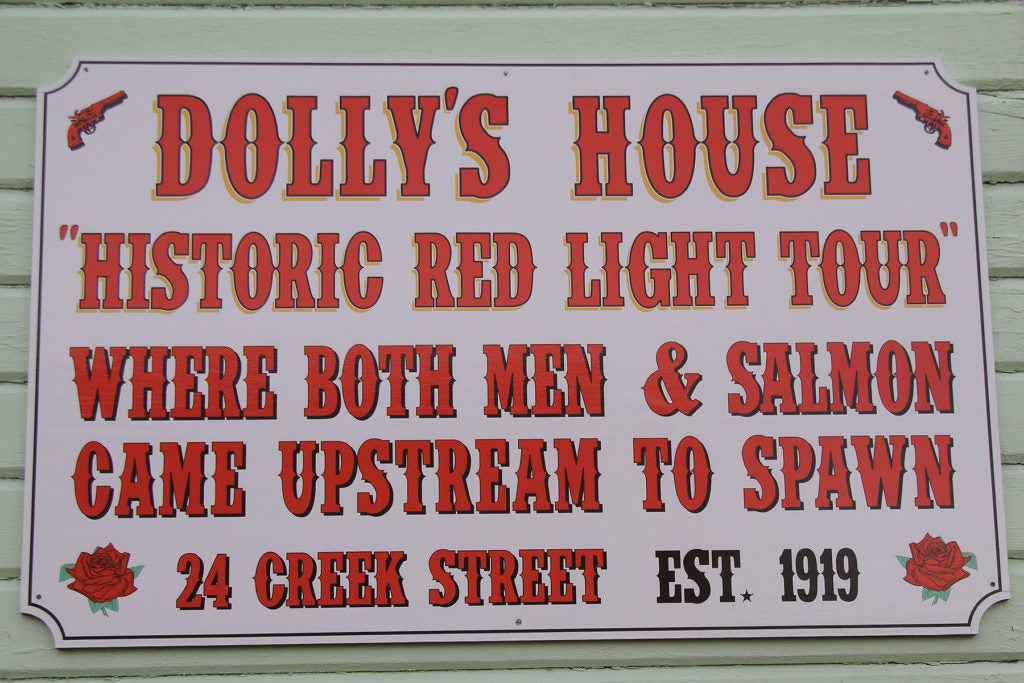 DOLLY'S HOUSE
"HISTORIC RED LIGHT TOUR"
WHERE BOTH MEN & SALMON
CAME UPSTREAM TO SPAWN
24 CREEK STREET EST. 1919